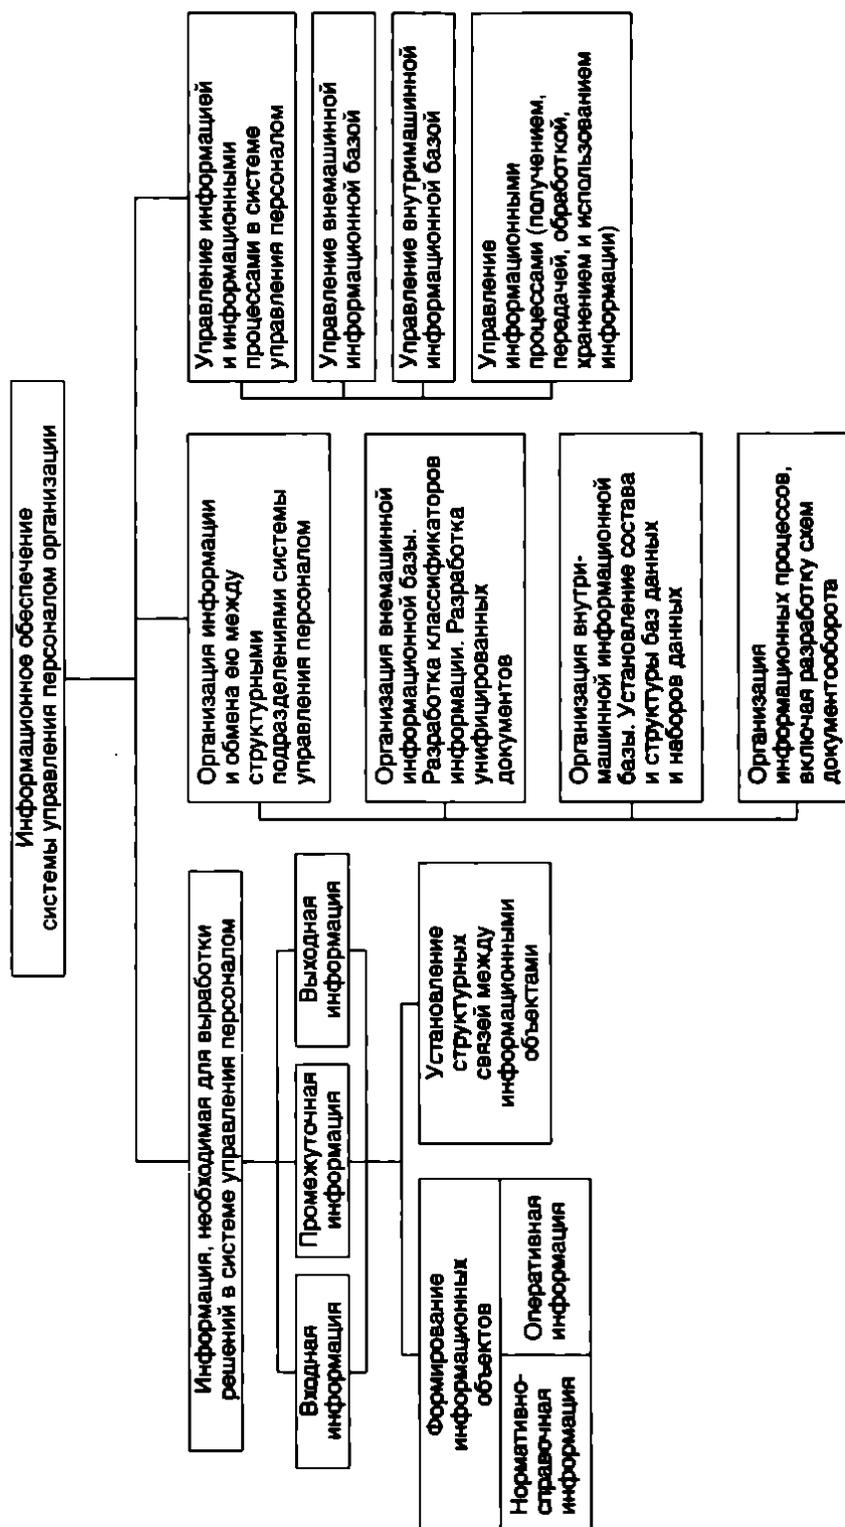 Информационное обеспечение
системы управления персоналом организации
Информация, необходимая для выработки
решений в системе управления персоналом
Входная
информация
Промежуточная
информация
Выходная
информация
Формирование
информационных
объектов
Нормативно-
справочная
информация
Оперативная
информация
Установление
структурных
связей между
информационными
объектами
Организация информации
и обмена ею между
структурными
подразделениями системы
управления персоналом
Организация внемашинной
информационной базы.
Разработка классификаторов
информации. Разработка
унифицированных
документов
Организация внутри-
машинной информационной
базы. Установление состава
и структуры баз данных
и наборов данных
Организация
информационных процессов,
включая разработку схем
документооборота
Управление информацией
и информационными
процессами в системе
управления персоналом
Управление внемашинной
информационной базой
Управление внутримашинной
информационной базой
Управление
информационными
процессами (получением,
передачей, обработкой,
хранением и использованием
информации)